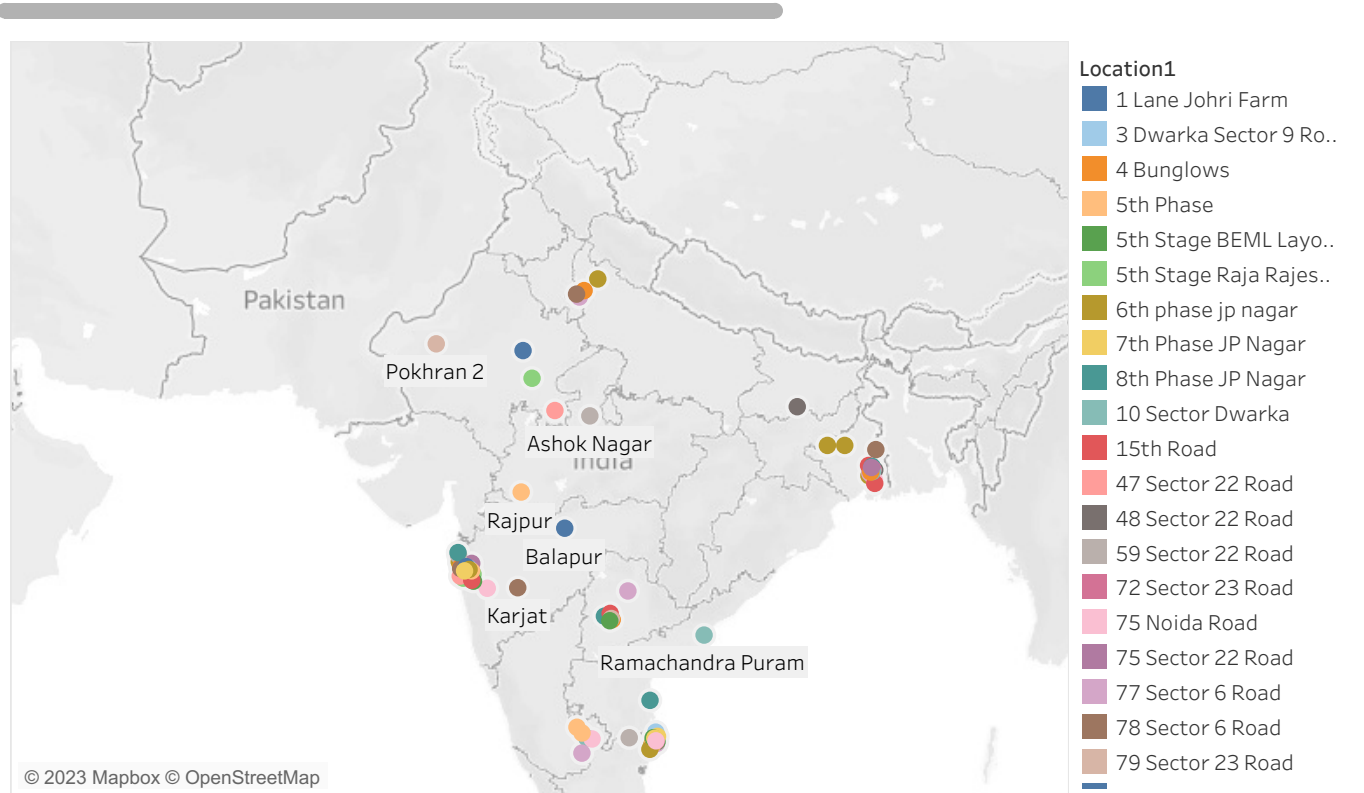 Location1
1 Lane Johri Farm
3 Dwarka Sector 9 Ro..
4 Bunglows
5th Phase
5th Stage BEML Layo..
5th Stage Raja Rajes..
6th phase jp nagar
7th Phase JP Nagar
8th Phase JP Nagar
10 Sector Dwarka
15th Road
47 Sector 22 Road
48 Sector 22 Road
59 Sector 22 Road
72 Sector 23 Road
75 Noida Road
75 Sector 22 Road
77 Sector 6 Road
78 Sector 6 Road
79 Sector 23 Road
Pakistan
Pokhran 2
Ashok Nagar
India
Rajpur
Balapur
Karjat
Ramachandra Puram
© 2023 Mapbox © OpenStreetMap